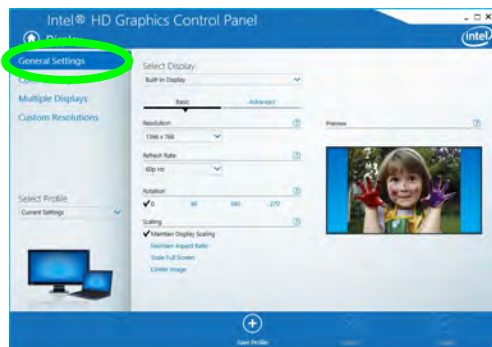 Intel® HD Graphics Control Panel
Display
intel
General Settings
Select Display
Built-in Display
Multiple Displays
Basic
Advanced
Custom Resolutions
Resolution
Preview
1366 x 768
Refresh Rate
60p Hz
Rotation
Select Profile
0 90 180 270
Current Settings
Scaling
Maintain Display Scaling
Maintain Aspect Ratio
Scale Full Screen
Center Image
Save Profile